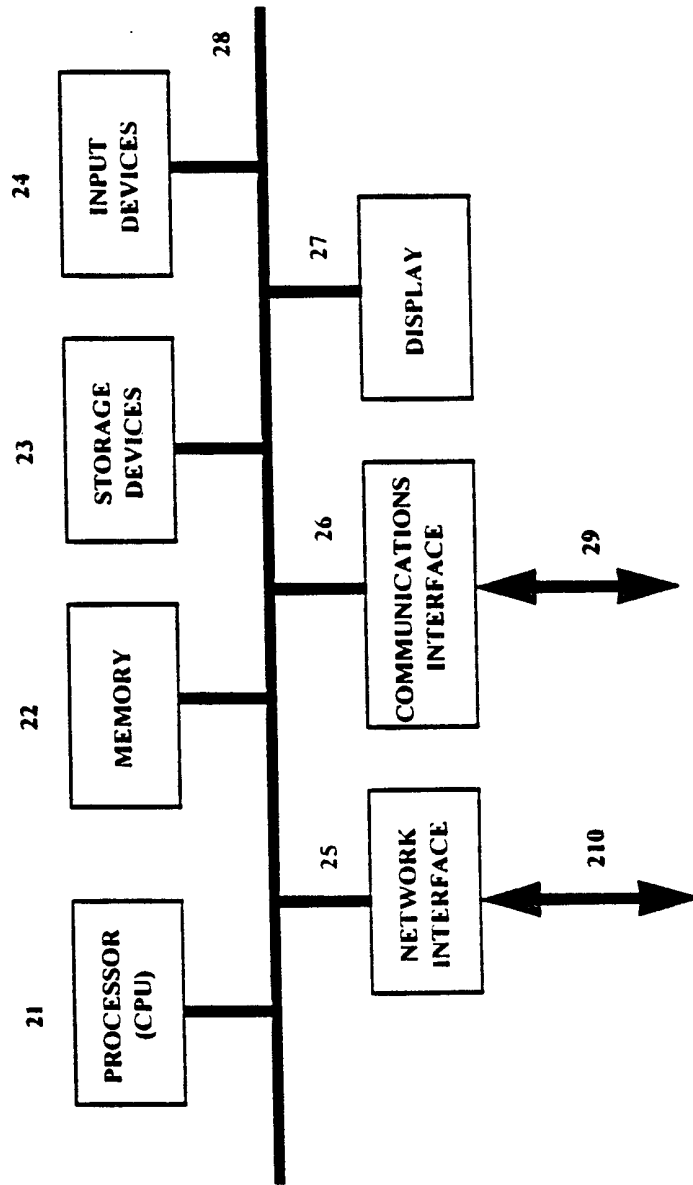 21
22
23
24
PROCESSOR
(CPU)
MEMORY
STORAGE
DEVICES
INPUT
DEVICES
28
25
26
27
NETWORK
INTERFACE
COMMUNICATIONS
INTERFACE
DISPLAY
210
29